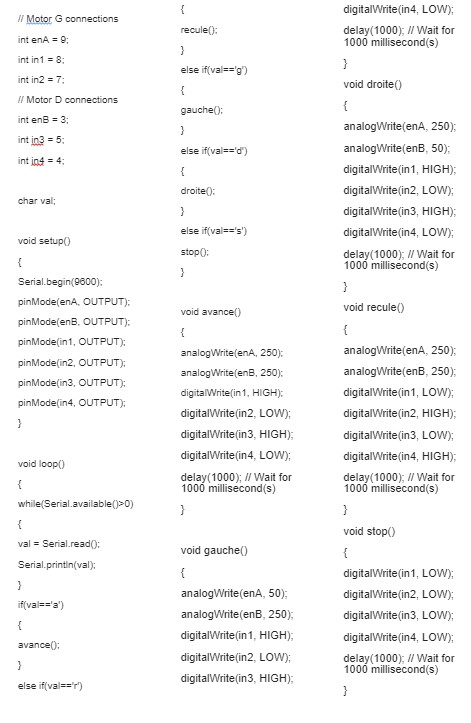 // Motor G connections
int enA = 9;
int in1 = 8;
int in2 = 7;
// Motor D connections
int enB = 3;
int in3 = 5;
int in4 = 4;
char val;
void setup()
{
Serial.begin(9600);
pinMode(enA, OUTPUT);
pinMode(enB, OUTPUT);
pinMode(in1, OUTPUT);
pinMode(in2, OUTPUT);
pinMode(in3, OUTPUT);
pinMode(in4, OUTPUT);
}
void loop()
{
while(Serial.available()>0)
{
val = Serial.read();
Serial.println(val);
}
if(val=='a')
{
avance();
}
else if(val=='r')
{
recule();
}
else if(val=='g')
{
gauche();
}
else if(val=='d')
{
droite();
}
else if(val=='s')
stop();
}
void avance()
{
analogWrite(enA, 250);
analogWrite(enB, 250);
digitalWrite(in1, HIGH);
digitalWrite(in2, LOW);
digitalWrite(in3, HIGH);
digitalWrite(in4, LOW);
delay(1000); // Wait for
1000 millisecond(s)
}
void gauche()
{
analogWrite(enA, 50);
analogWrite(enB, 250);
digitalWrite(in1, HIGH);
digitalWrite(in2, LOW);
digitalWrite(in3, HIGH);
digitalWrite(in4, LOW);
delay(1000); // Wait for
1000 millisecond(s)
}
void droite()
{
analogWrite(enA, 250);
analogWrite(enB, 50);
digitalWrite(in1, HIGH);
digitalWrite(in2, LOW);
digitalWrite(in3, HIGH);
digitalWrite(in4, LOW);
delay(1000); // Wait for
1000 millisecond(s)
}
void recule()
{
analogWrite(enA, 250);
analogWrite(enB, 250);
digitalWrite(in1, LOW);
digitalWrite(in2, HIGH);
digitalWrite(in3, LOW);
digitalWrite(in4, HIGH);
delay(1000); // Wait for
1000 millisecond(s)
}
void stop()
{
digitalWrite(in1, LOW);
digitalWrite(in2, LOW);
digitalWrite(in3, LOW);
digitalWrite(in4, LOW);
delay(1000); // Wait for
1000 millisecond(s)
}